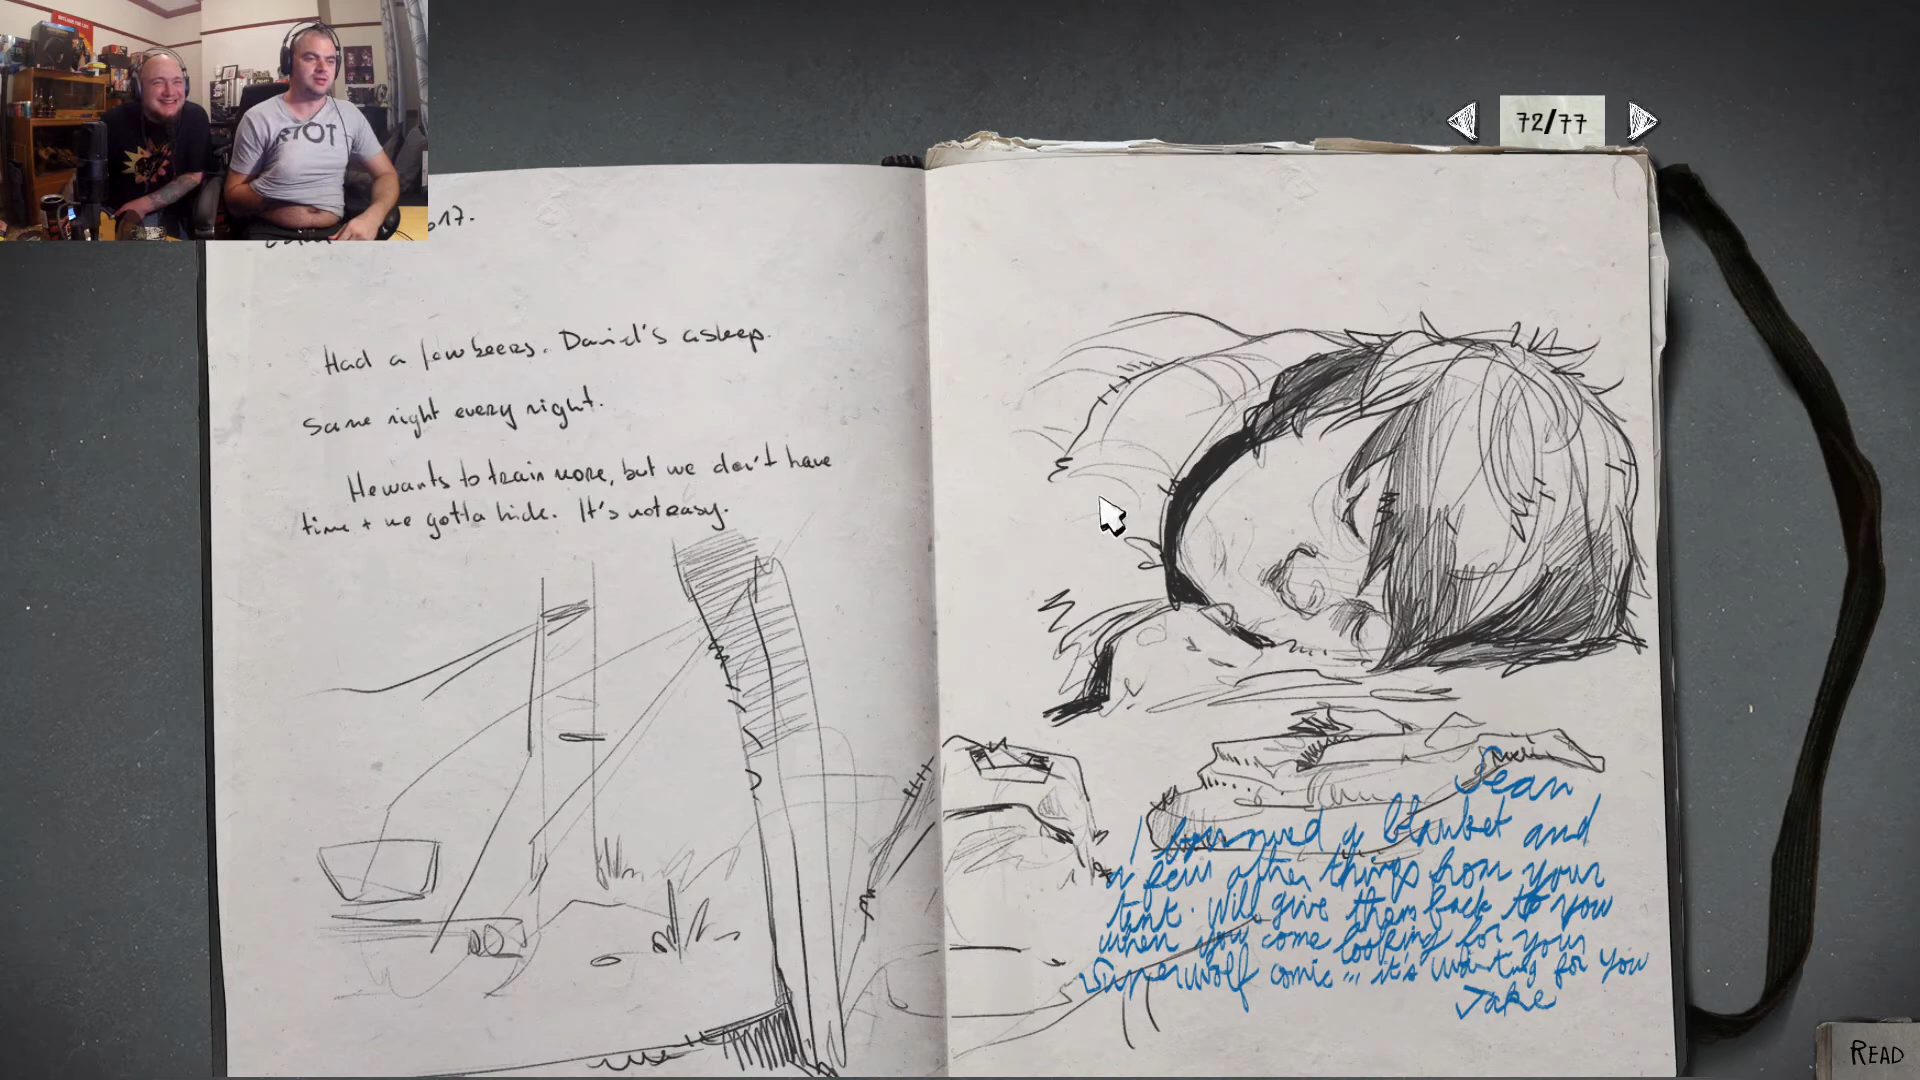 RIOT
72/77
017.
Had a few beers. Daniel's asleep.
Same night every night.
He wants to train more, but we don't have
time + we gotta hide. It's not easy.
Sean
I borrowed a blanket and
a few other things from your
tent. Will give them back to you
when you come looking for your
Superwolf comic... it's waiting for you
Jake
READ